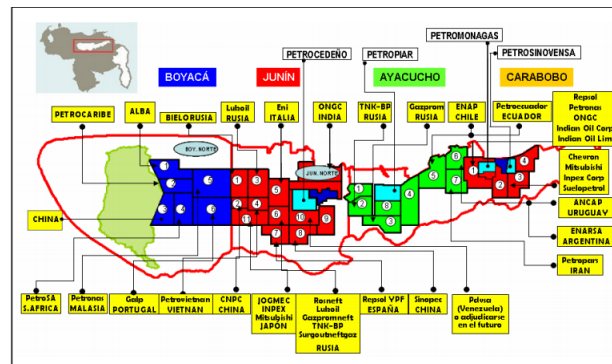 PETROMONAGAS
PETROCEDEÑO
PETROPIAR
PETROSINOVENSA
BOYACÁ
JUNÍN
AYACUCHO
CARABOBO
PETROCARIBE
ALBA
BIELORUSIA
Lukoil
RUSIA
Eni
ITALIA
ONGC
INDIA
TNK-BP
RUSIA
Gazprom
RUSIA
ENAP
CHILE
Petroecuador
ECUADOR
Repsol
Petronas
ONGC
Indian Oil Corp
Indian Oil Lim
BOY. NORTE
JUN. NORTE
Chevron
Mitsubishi
Inpex Corp
Suelopetrol
ANCAP
URUGUAY
ENARSA
ARGENTINA
Petropars
IRAN
CHINA
PetroSA
S.AFRICA
Petronas
MALASIA
Galp
PORTUGAL
Petrovietnam
VIETNAN
CNPC
CHINA
JOGMEC
INPEX
Mitsubishi
JAPÓN
Rosneft
Lukoil
Gazpromneft
TNK-BP
Surgoutneftgaz
RUSIA
Repsol YPF
ESPAÑA
Sinopec
CHINA
Pdvsa
(Venezuela)
o adjudicarse
en el futuro